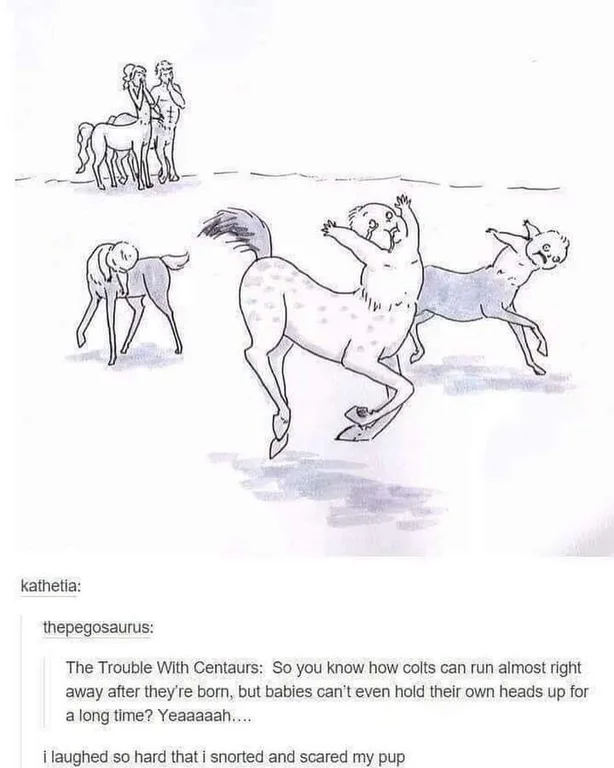 kathetia:
thepegosaurus:
The Trouble With Centaurs: So you know how colts can run almost right
away after they're born, but babies can't even hold their own heads up for
a long time? Yeaaaaah....
i laughed so hard that i snorted and scared my pup